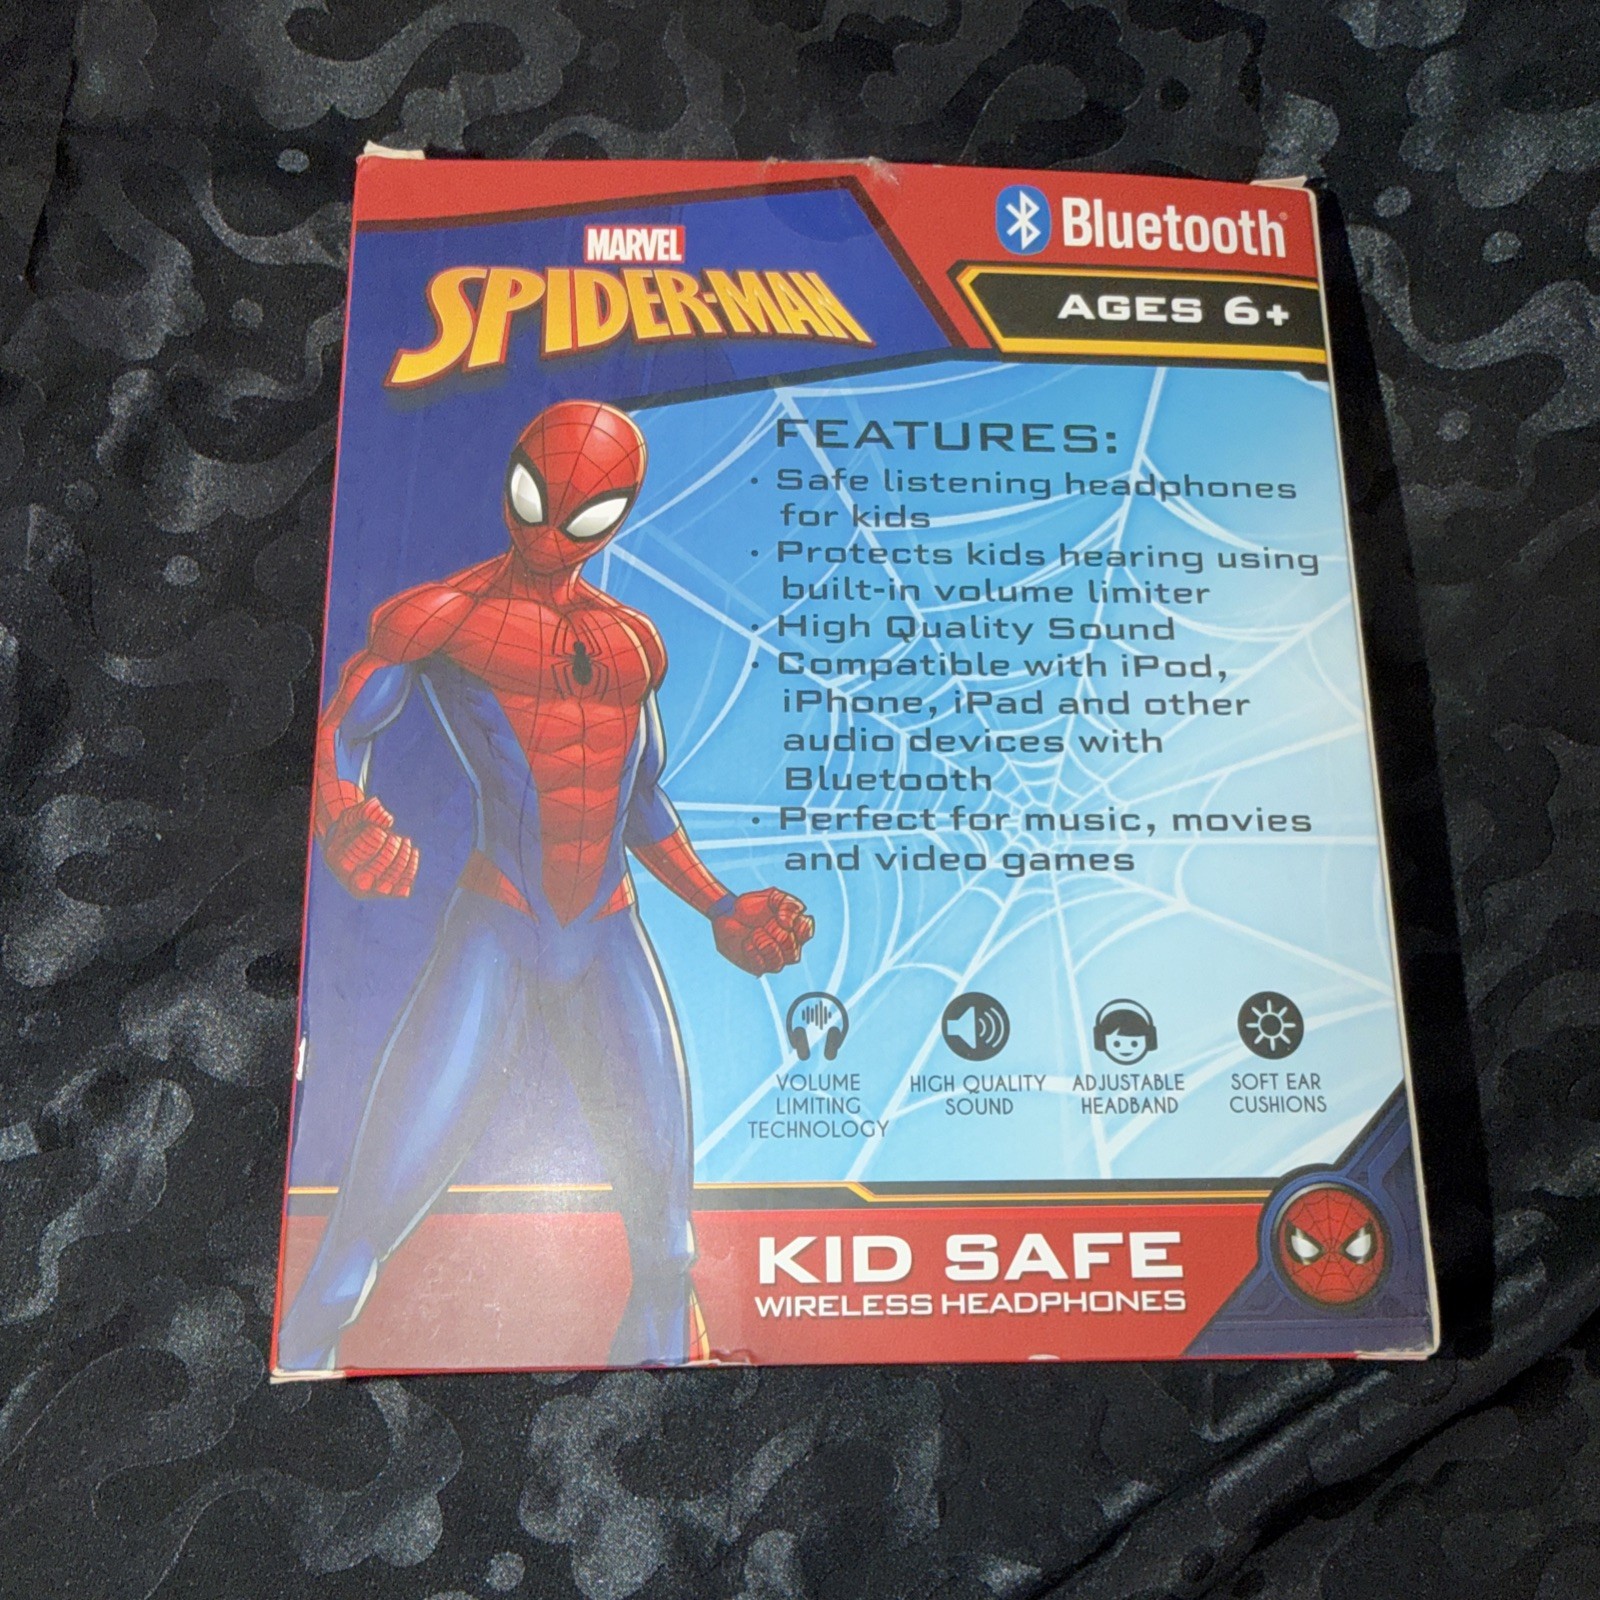 MARVEL
SPIDER-MAN
Bluetooth®
AGES 6+
FEATURES:
• Safe listening headphones
for kids
• Protects kids hearing using
built-in volume limiter
• High Quality Sound
• Compatible with iPod,
iPhone, iPad and other
audio devices with
Bluetooth
• Perfect for music, movies
and video games
VOLUME
LIMITING
TECHNOLOGY
HIGH QUALITY
SOUND
ADJUSTABLE
HEADBAND
SOFT EAR
CUSHIONS
KID SAFE
WIRELESS HEADPHONES